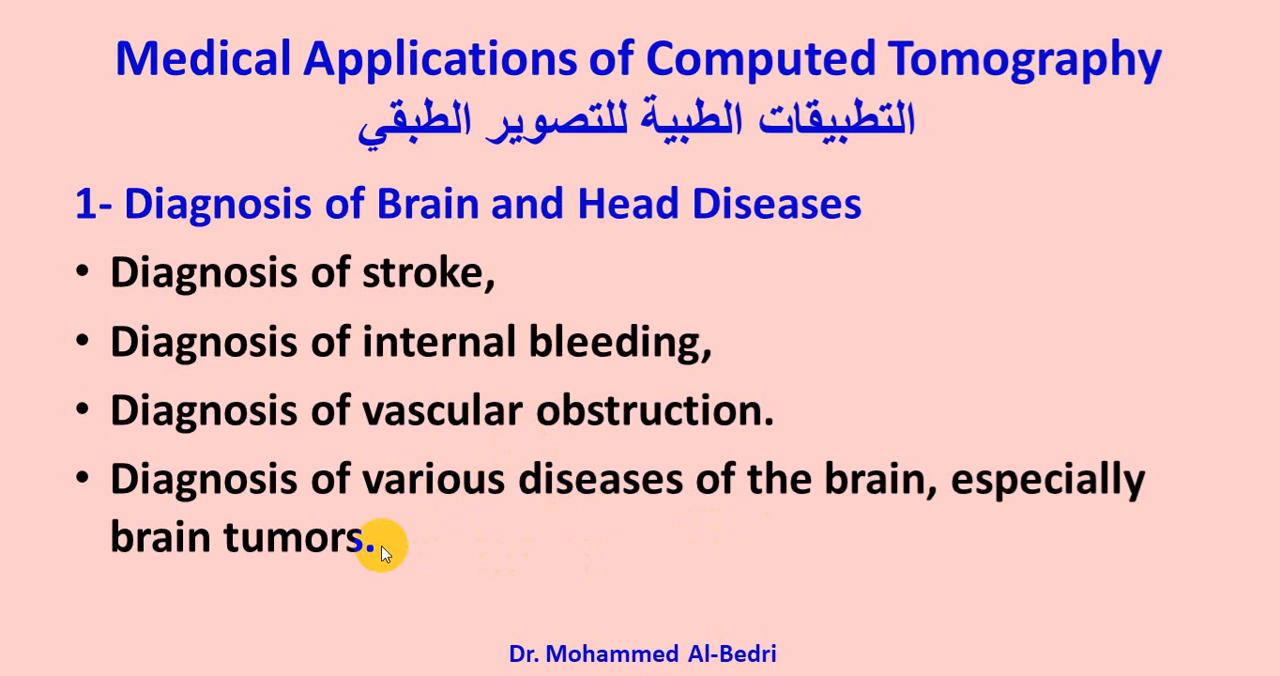 Medical Applications of Computed Tomography
التطبيقات الطبية للتصوير الطبقي
1- Diagnosis of Brain and Head Diseases
• Diagnosis of stroke,
• Diagnosis of internal bleeding,
• Diagnosis of vascular obstruction.
• Diagnosis of various diseases of the brain, especially
brain tumors.
Dr. Mohammed Al-Bedri